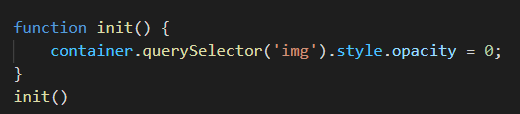 function init() {
    container.querySelector('img').style.opacity = 0;
}
init()